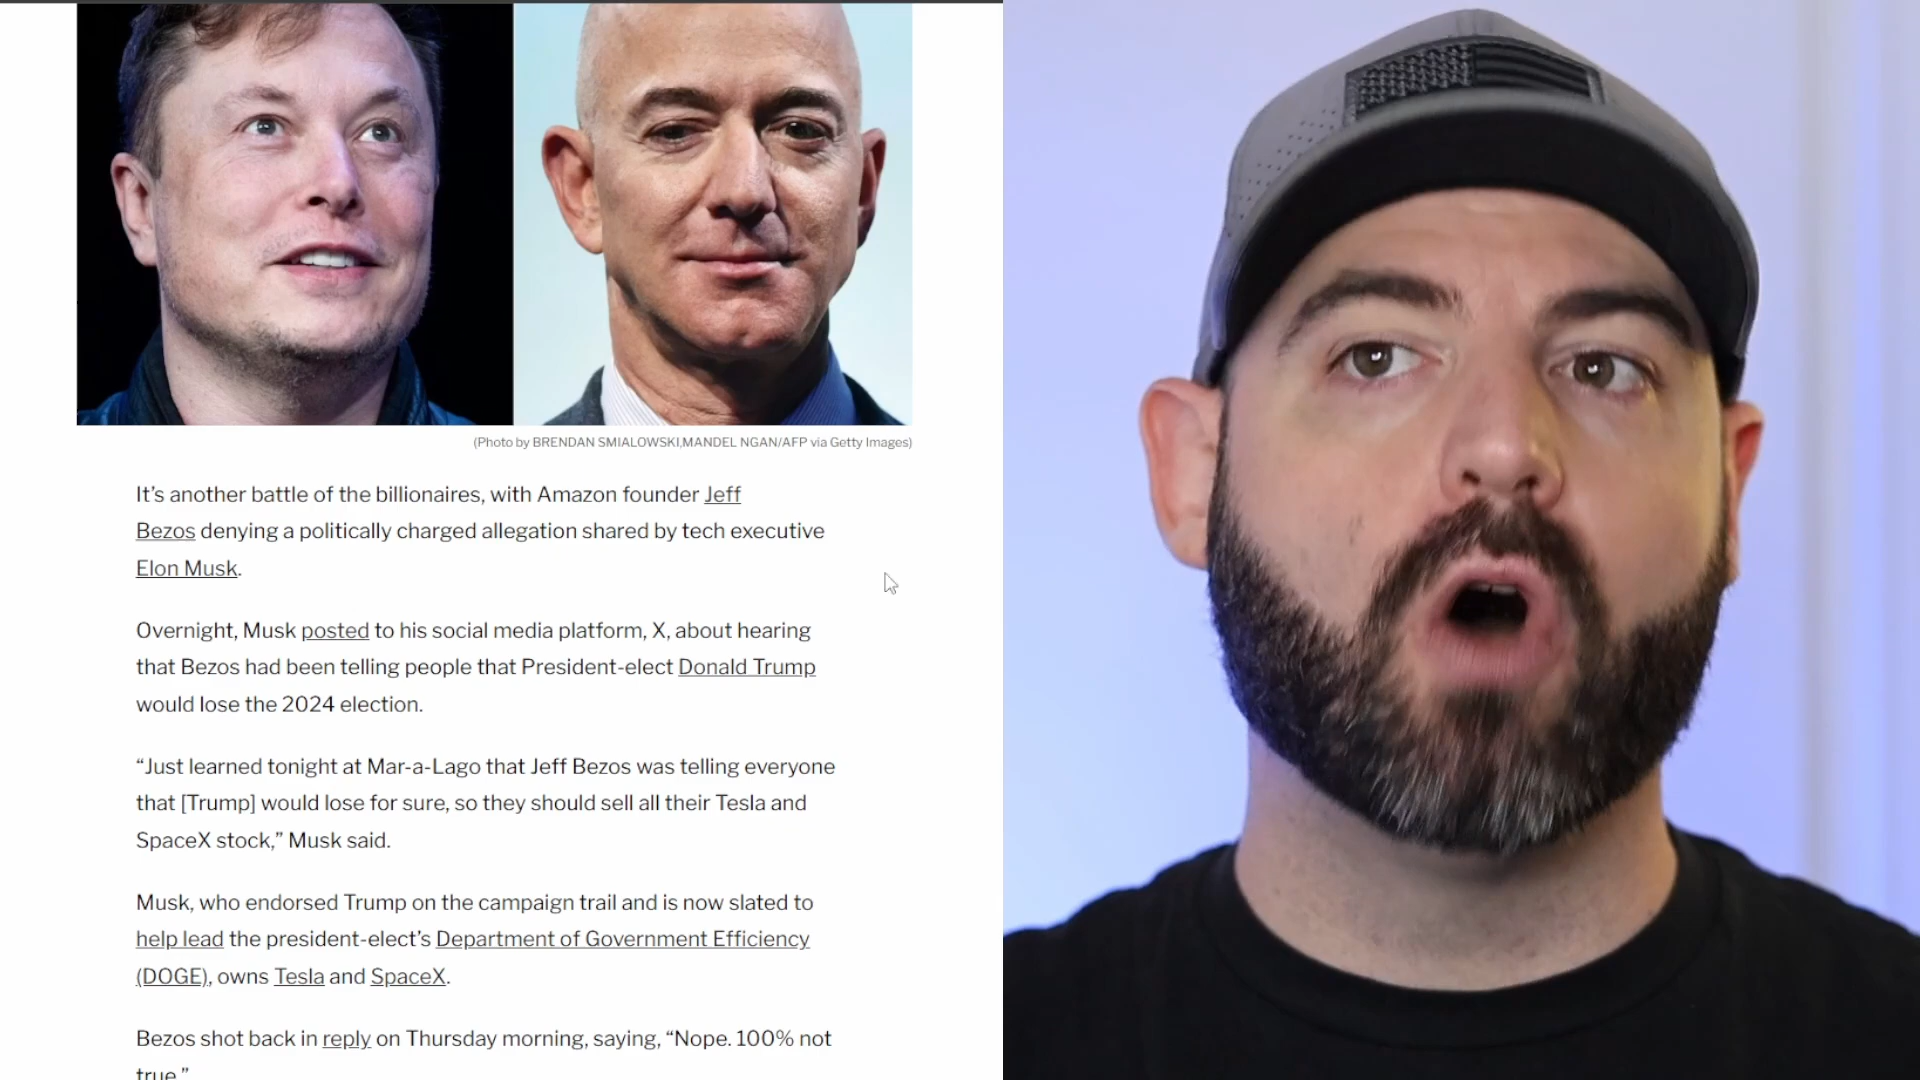 (Photo by BRENDAN SMIALOWSKI,MANDEL NGAN/AFP via Getty Images)
It’s another battle of the billionaires, with Amazon founder Jeff
Bezos denying a politically charged allegation shared by tech executive
Elon Musk.
Overnight, Musk posted to his social media platform, X, about hearing
that Bezos had been telling people that President-elect Donald Trump
would lose the 2024 election.
“Just learned tonight at Mar-a-Lago that Jeff Bezos was telling everyone
that [Trump] would lose for sure, so they should sell all their Tesla and
SpaceX stock,” Musk said.
Musk, who endorsed Trump on the campaign trail and is now slated to
help lead the president-elect’s Department of Government Efficiency
(DOGE), owns Tesla and SpaceX.
Bezos shot back in reply on Thursday morning, saying, “Nope. 100% not
true.”